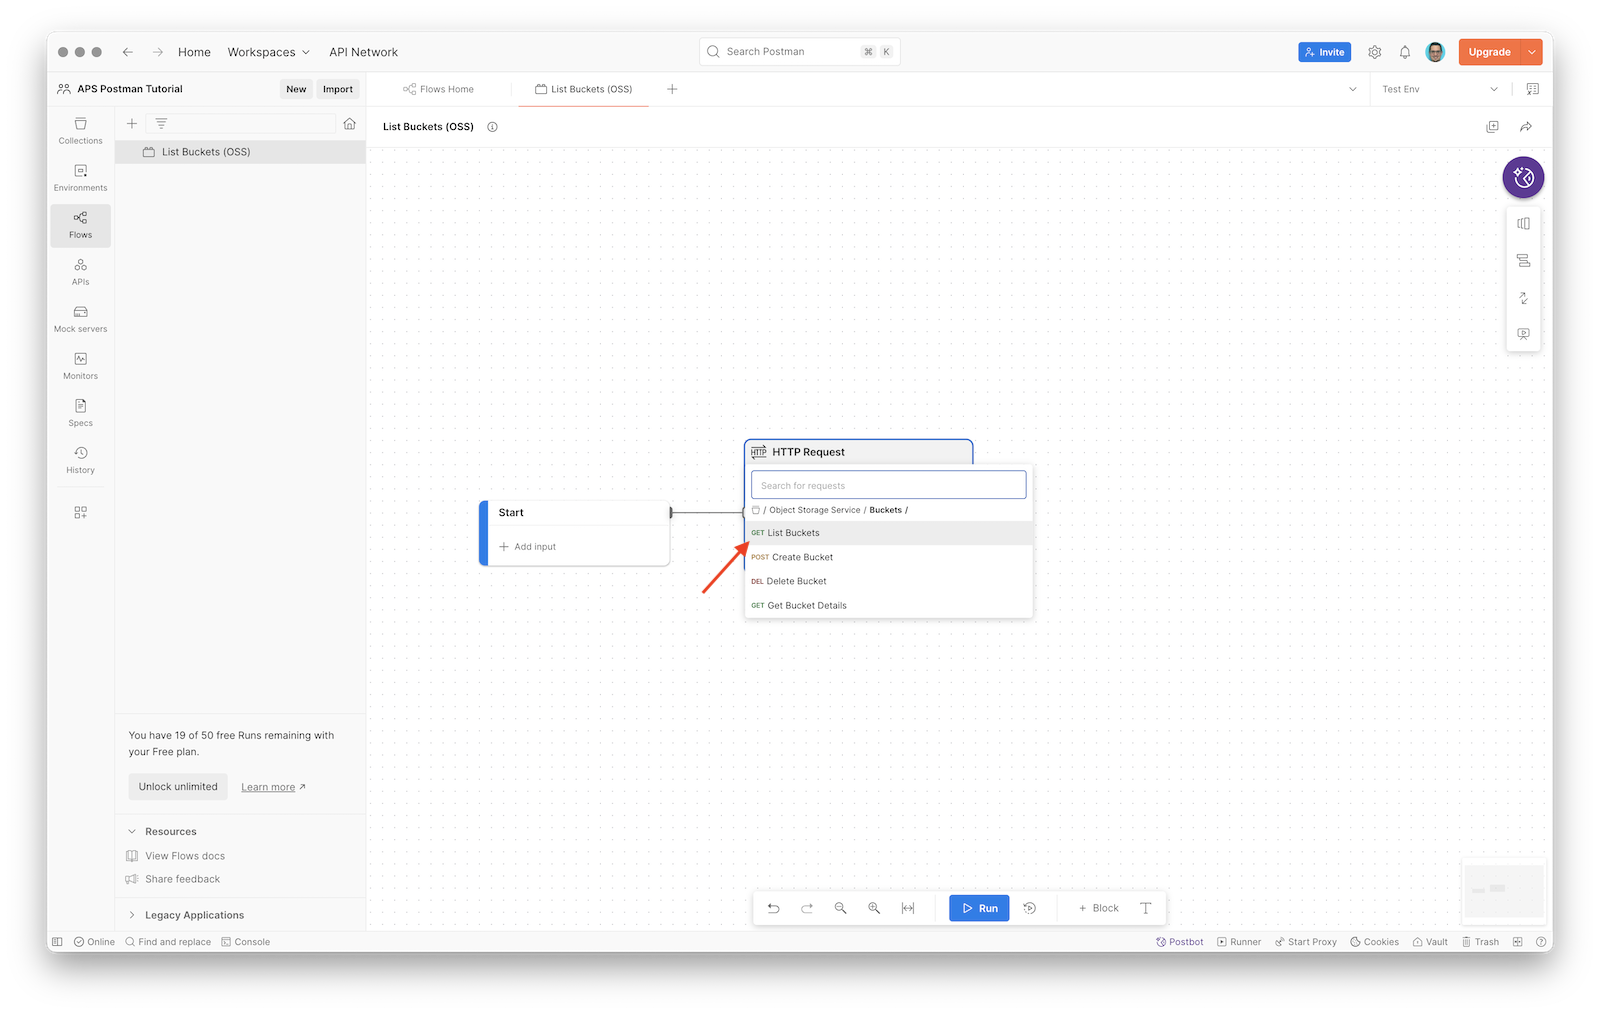 Home
Workspaces
API Network
Search Postman
⌘ K
Invite
Upgrade
APS Postman Tutorial
New
Import
Flows Home
List Buckets (OSS)
Test Env
Collections
Environments
Flows
APIs
Mock servers
Monitors
Specs
History
List Buckets (OSS)
List Buckets (OSS)
HTTP HTTP Request
Search for requests
/ Object Storage Service / Buckets /
GET List Buckets
POST Create Bucket
DEL Delete Bucket
GET Get Bucket Details
Start
Add input
You have 19 of 50 free Runs remaining with
your Free plan.
Unlock unlimited
Learn more
Resources
View Flows docs
Share feedback
Legacy Applications
Run
Block
T
Online
Find and replace
Console
Postbot
Runner
Start Proxy
Cookies
Vault
Trash